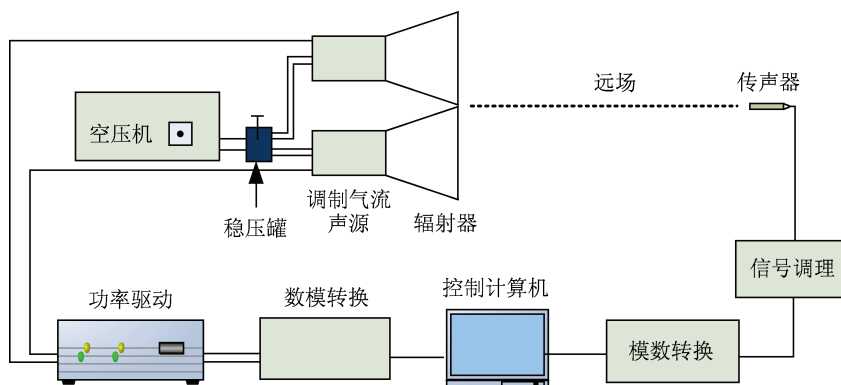 远场
传声器
空压机
调制气流
声源
辐射器
稳压罐
信号调理
功率驱动
数模转换
控制计算机
模数转换